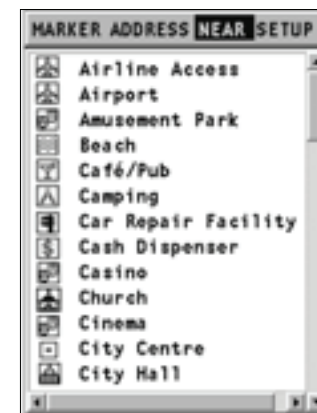 MARKER ADDRESS NEAR SETUP
Airline Access
Airport
Amusement Park
Beach
Café/Pub
Camping
Car Repair Facility
Cash Dispenser
Casino
Church
Cinema
City Centre
City Hall